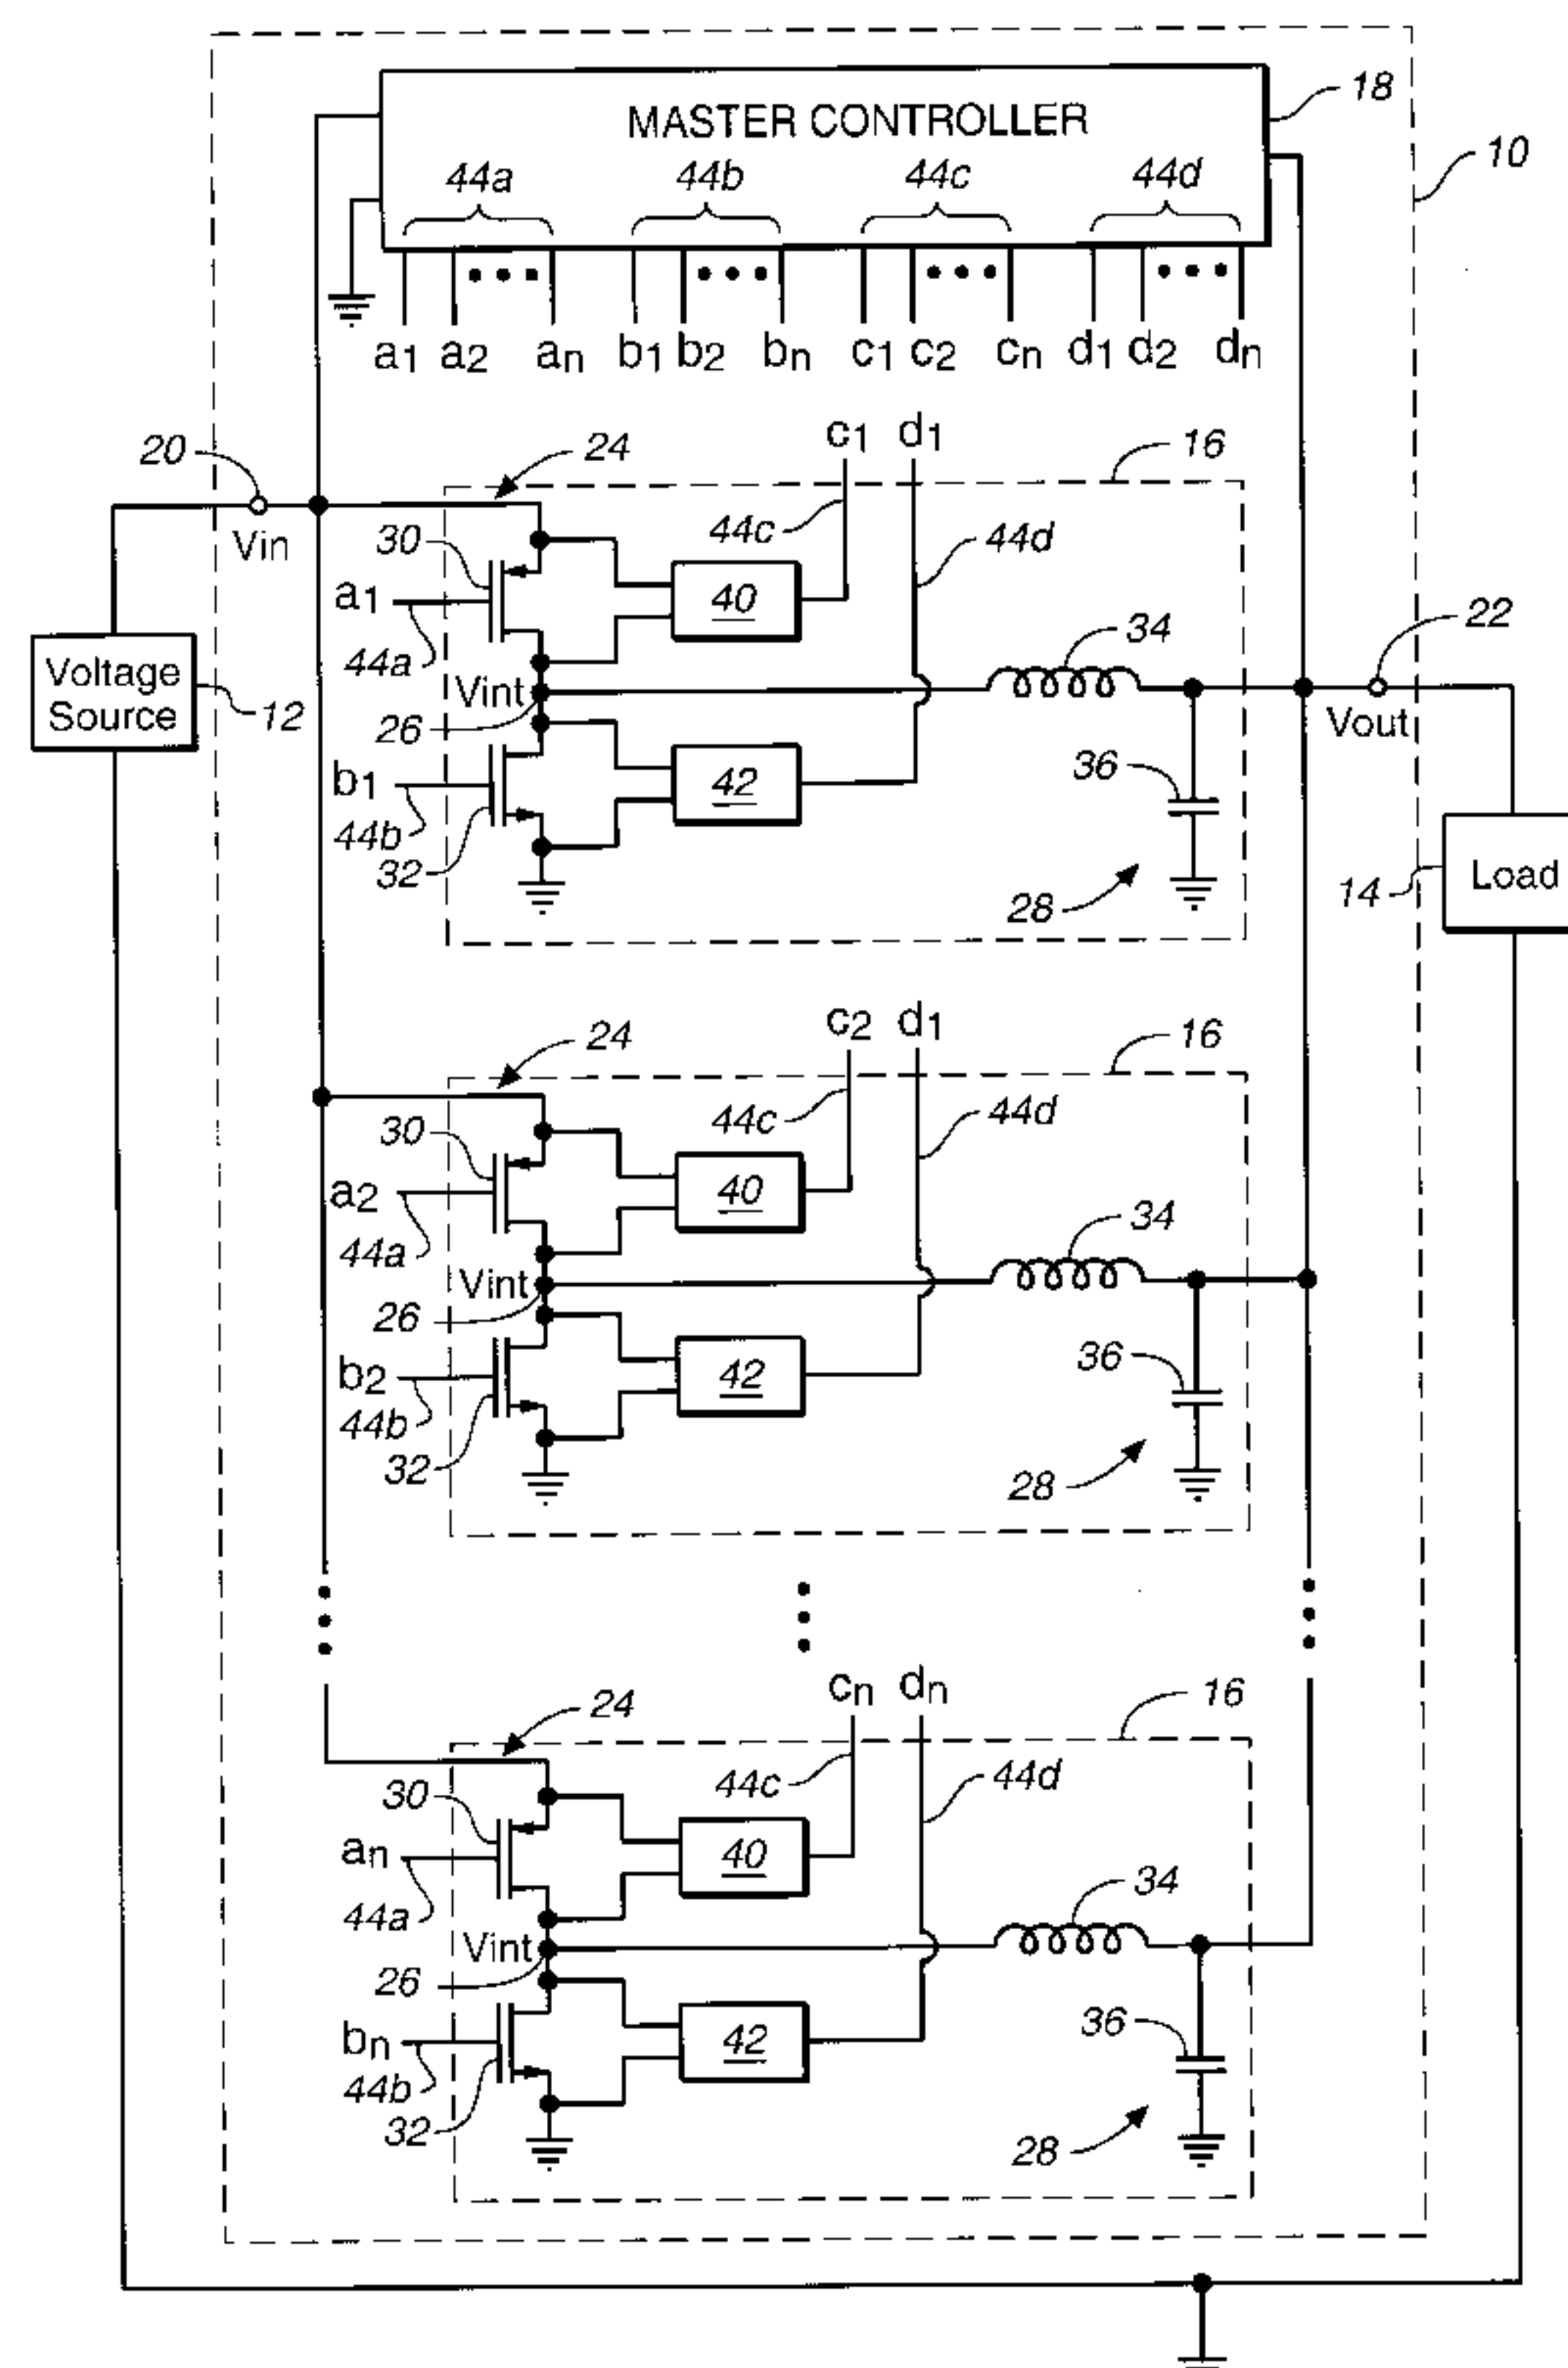 MASTER CONTROLLER
18
10
44a 44b 44c 44d
a1 a2 an b1 b2 bn c1 c2 cn d1 d2 dn
c1 d1
20 24 16
Vin 30 44c 44d
a1 40
44a 34 22
Voltage
Source
12
Vint Vout
26
b1 42 36
44b
32 28 14 Load
c2 d1
24 16
30 44c 44d
a2 40
44a 34
Vint
26
b2 42 36
44b
32 28
cn dn
24 16
30 44c 44d
an 40
44a 34
Vint
26
bn 42 36
44b
32 28